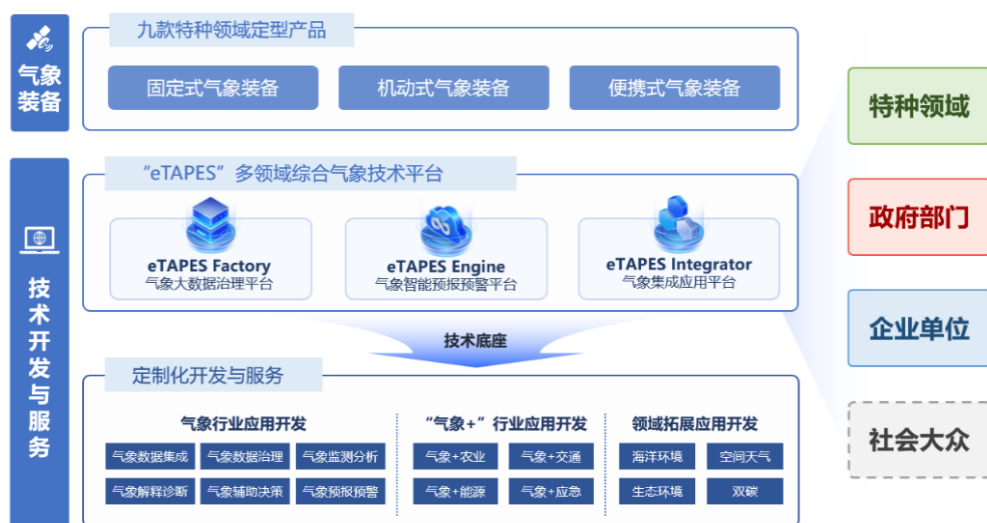 气象
装备
九款特种领域定型产品
固定式气象装备
机动式气象装备
便携式气象装备
技术开发与服务
“eTAPES”多领域综合气象技术平台
eTAPES Factory
气象大数据治理平台
eTAPES Engine
气象智能预报预警平台
eTAPES Integrator
气象集成应用平台
技术底座
定制化开发与服务
气象行业应用开发
气象数据集成
气象数据治理
气象监测分析
气象解释诊断
气象辅助决策
气象预报预警
“气象+”行业应用开发
气象+农业
气象+交通
气象+能源
气象+应急
领域拓展应用开发
海洋环境
空间天气
生态环境
双碳
特种领域
政府部门
企业单位
社会大众